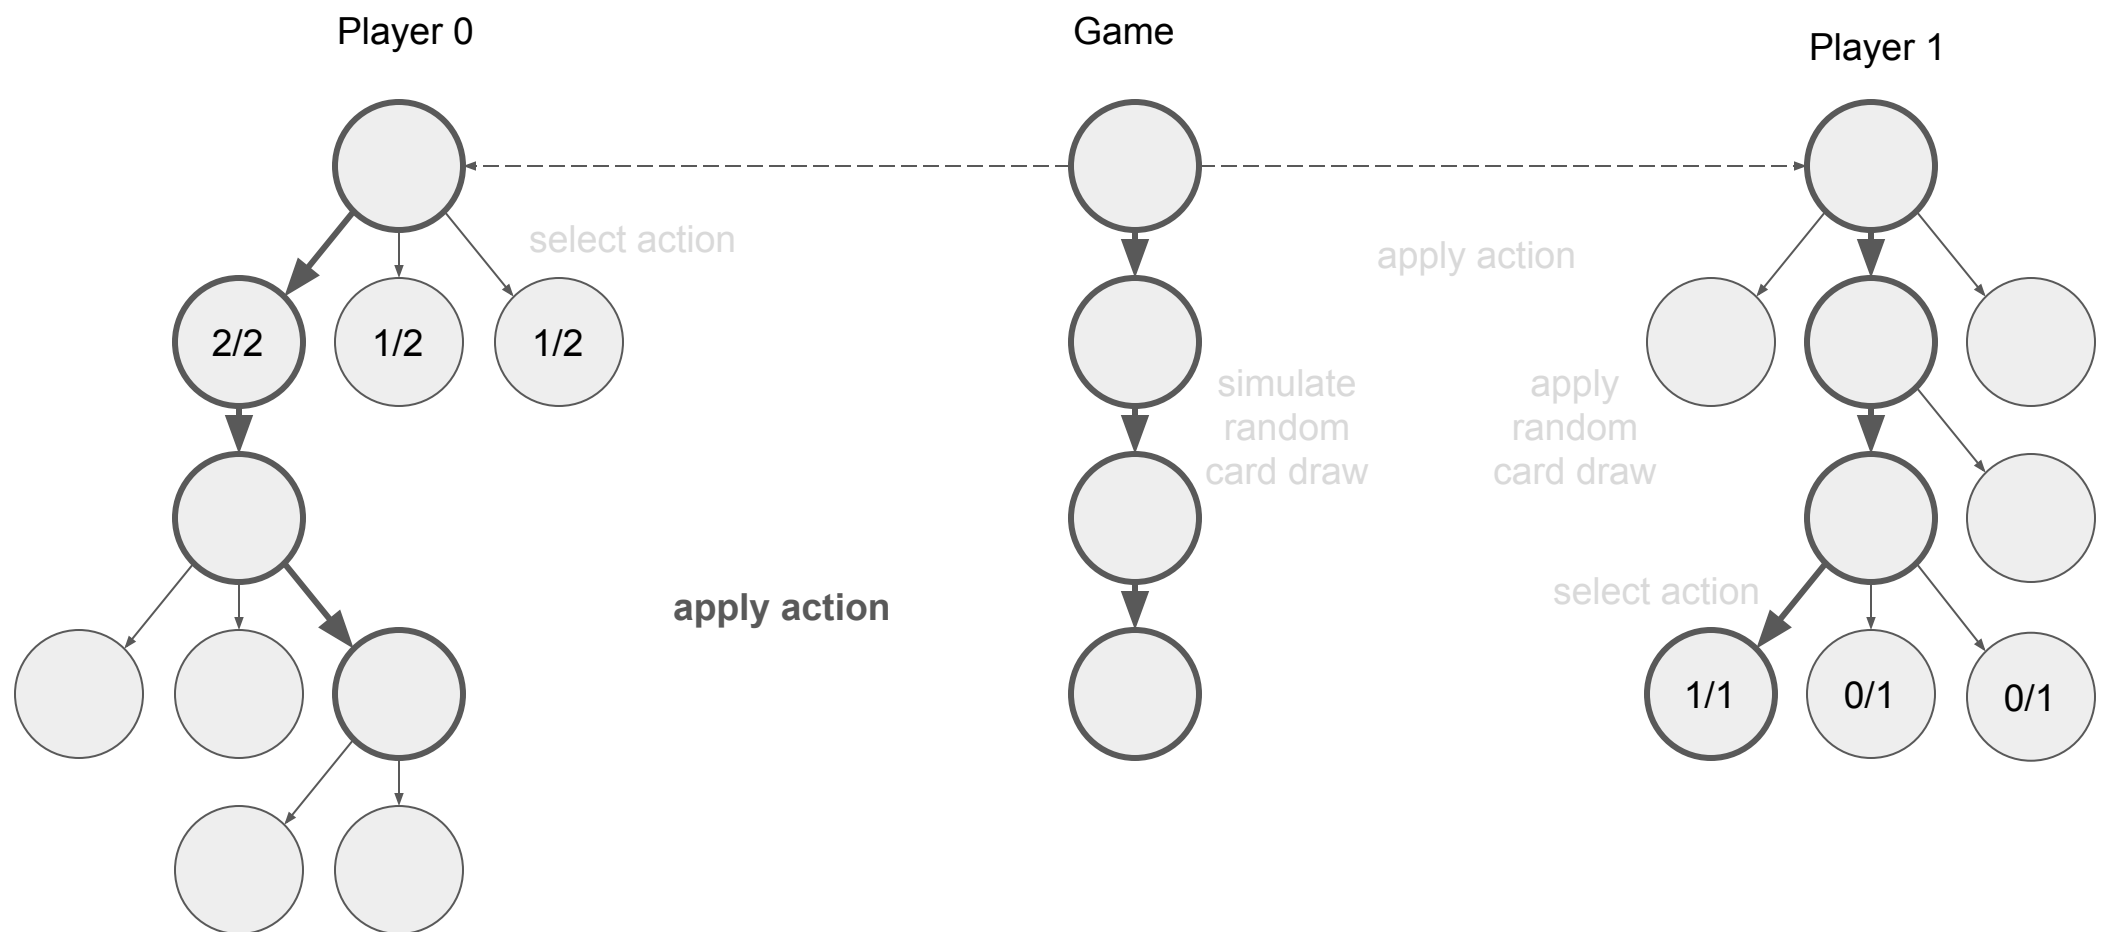 Player 0
Game
Player 1
select action
apply action
2/2
1/2
1/2
simulate
random
card draw
apply
random
card draw
apply action
select action
1/1
0/1
0/1